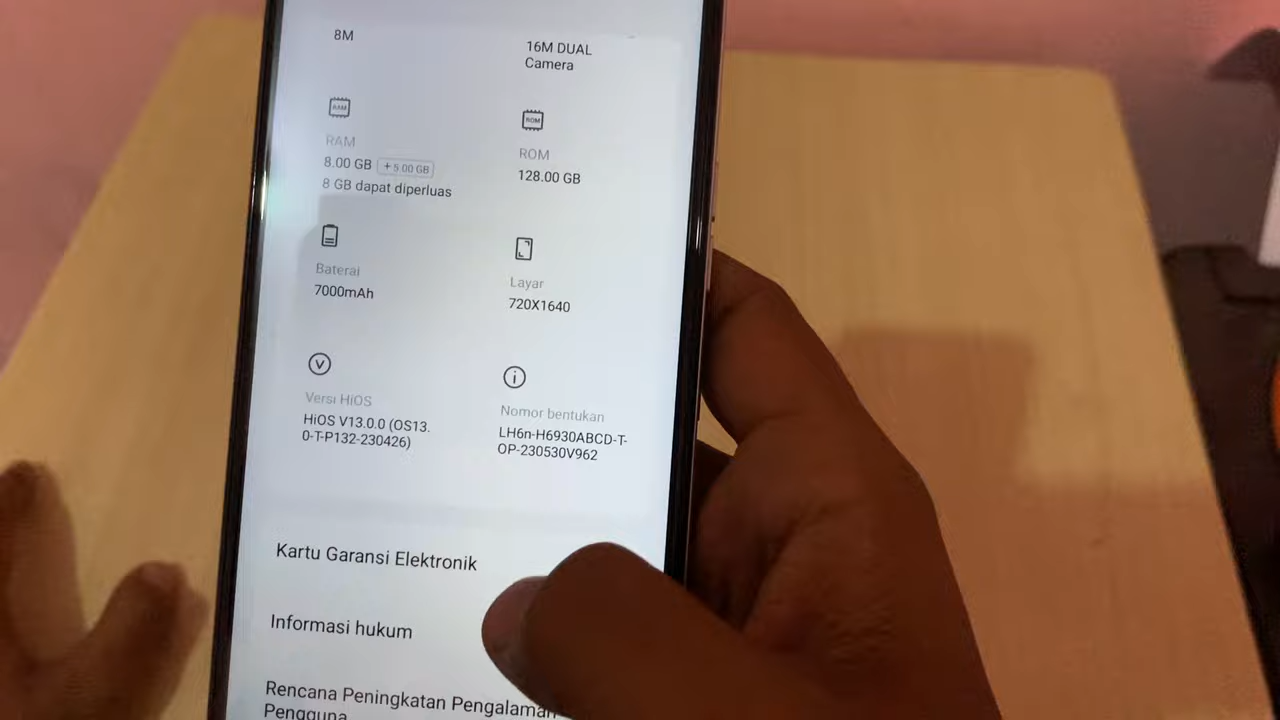 8M
16M DUAL
Camera
RAM
ROM
RAM
8.00 GB +5.00 GB
8 GB dapat diperluas
ROM
128.00 GB
Baterai
7000mAh
Layar
720X1640
Versi HiOS
HiOS V13.0.0 (OS13.
0-T-P132-230426)
Nomor bentukan
LH6n-H6930ABCD-T-
OP-230530V962
Kartu Garansi Elektronik
Informasi hukum
Rencana Peningkatan Pengalaman
Pengguna